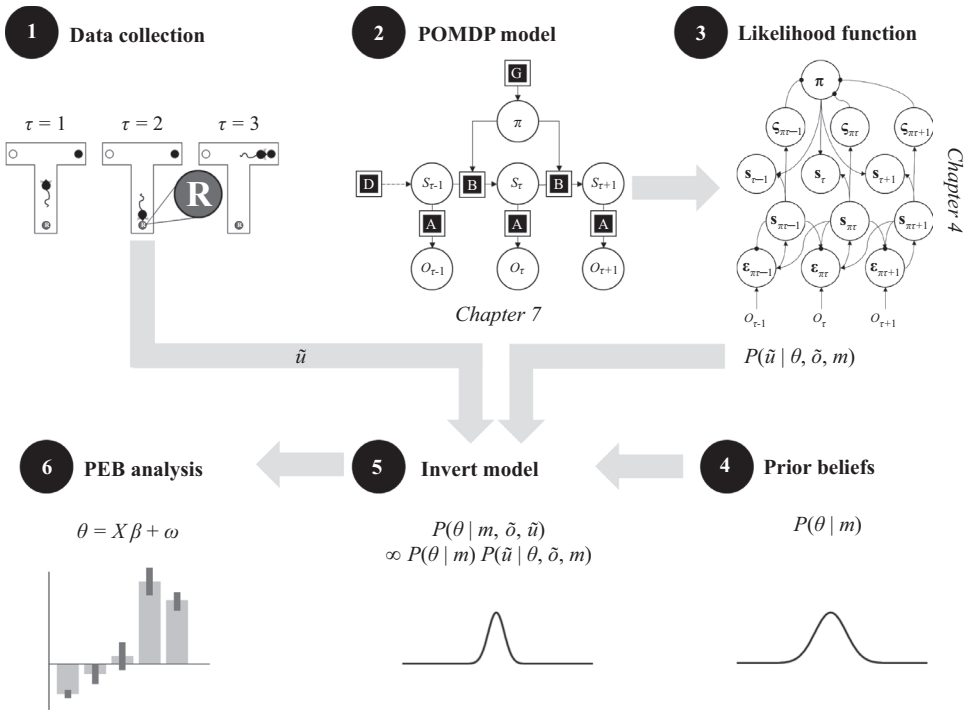 1 Data collection
τ = 1 τ = 2 τ = 3
R
R R R
2 POMDP model
G
π
D S_τ-1 B S_τ B S_τ+1
A A A
O_τ-1 O_τ O_τ+1
Chapter 7
3 Likelihood function
π
ς_πτ−1 ς_πτ ς_πτ+1
s_τ−1 s_τ s_τ+1
s_πτ−1 s_πτ s_πτ+1
ε_πτ−1 ε_πτ ε_πτ+1
O_τ-1 O_τ O_τ+1
Chapter 4
ũ
P(ũ | θ, õ, m)
6 PEB analysis
θ = Xβ + ω
5 Invert model
P(θ | m, õ, ũ)
∞ P(θ | m) P(ũ | θ, õ, m)
4 Prior beliefs
P(θ | m)